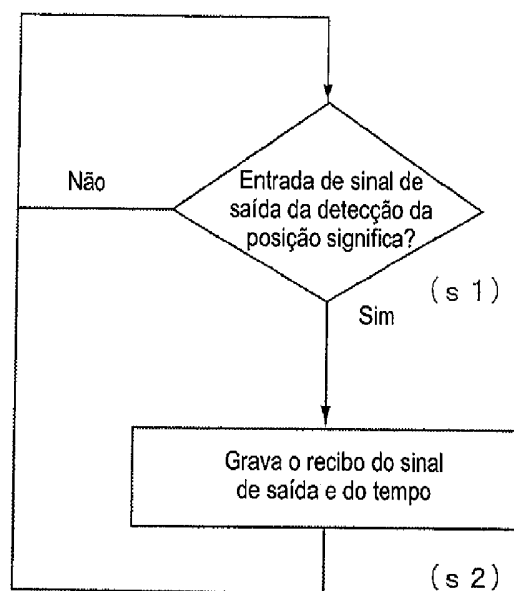 Não
Entrada de sinal de
saída da detecção da
posição significa?
(s 1)
Sim
Grava o recibo do sinal
de saída e do tempo
(s 2)